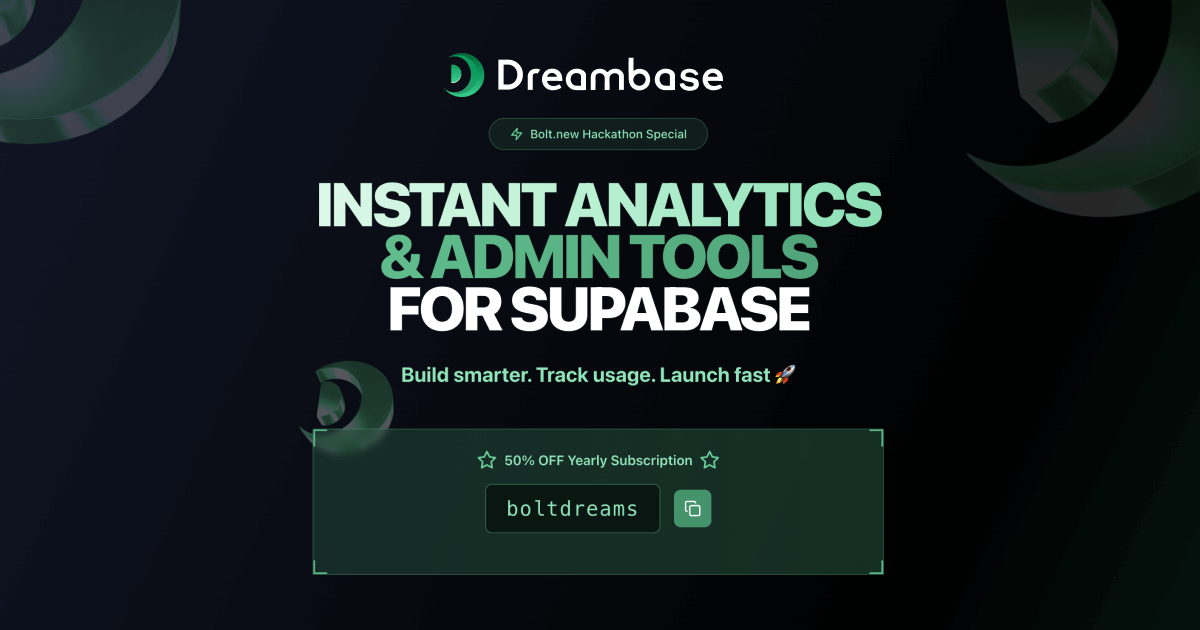 Dreambase
Bolt.new Hackathon Special
INSTANT ANALYTICS
& ADMIN TOOLS
FOR SUPABASE
Build smarter. Track usage. Launch fast 🚀
50% OFF Yearly Subscription
boltdreams